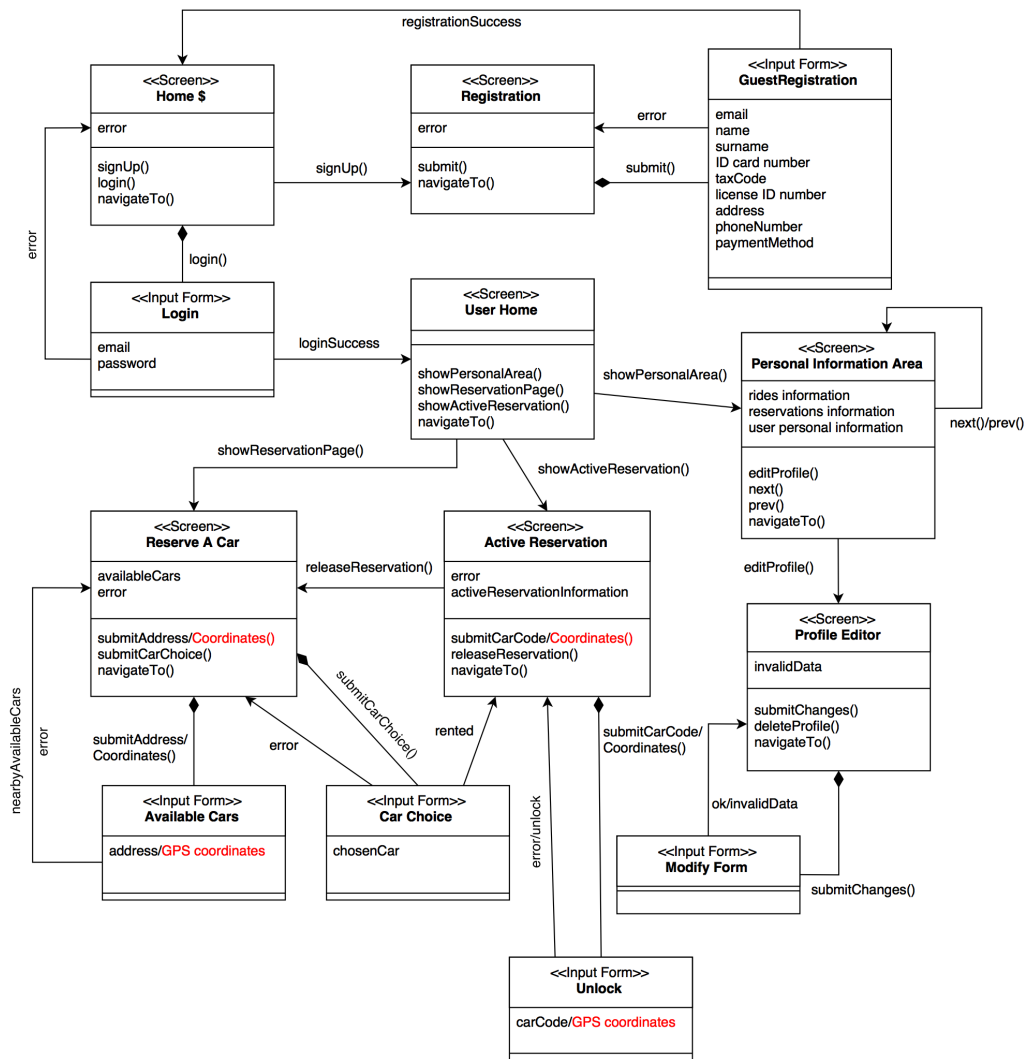 registrationSuccess
<<Screen>>
Home $
error
signUp()
login()
navigateTo()
signUp()
<<Screen>>
Registration
error
submit()
navigateTo()
error
submit()
<<Input Form>>
GuestRegistration
email
name
surname
ID card number
taxCode
license ID number
address
phoneNumber
paymentMethod
error
login()
<<Input Form>>
Login
email
password
loginSuccess
<<Screen>>
User Home
showPersonalArea()
showReservationPage()
showActiveReservation()
navigateTo()
showPersonalArea()
<<Screen>>
Personal Information Area
rides information
reservations information
user personal information
editProfile()
next()
prev()
navigateTo()
next()/prev()
showReservationPage()
showActiveReservation()
<<Screen>>
Reserve A Car
availableCars
error
submitAddress/Coordinates()
submitCarChoice()
navigateTo()
releaseReservation()
<<Screen>>
Active Reservation
error
activeReservationInformation
submitCarCode/Coordinates()
releaseReservation()
navigateTo()
editProfile()
<<Screen>>
Profile Editor
invalidData
submitChanges()
deleteProfile()
navigateTo()
nearbyAvailableCars
error
submitAddress/
Coordinates()
error
submitCarChoice()
rented
submitCarCode/
Coordinates()
error/unlock
ok/invalidData
submitChanges()
<<Input Form>>
Available Cars
address/GPS coordinates
<<Input Form>>
Car Choice
chosenCar
<<Input Form>>
Modify Form
<<Input Form>>
Unlock
carCode/GPS coordinates